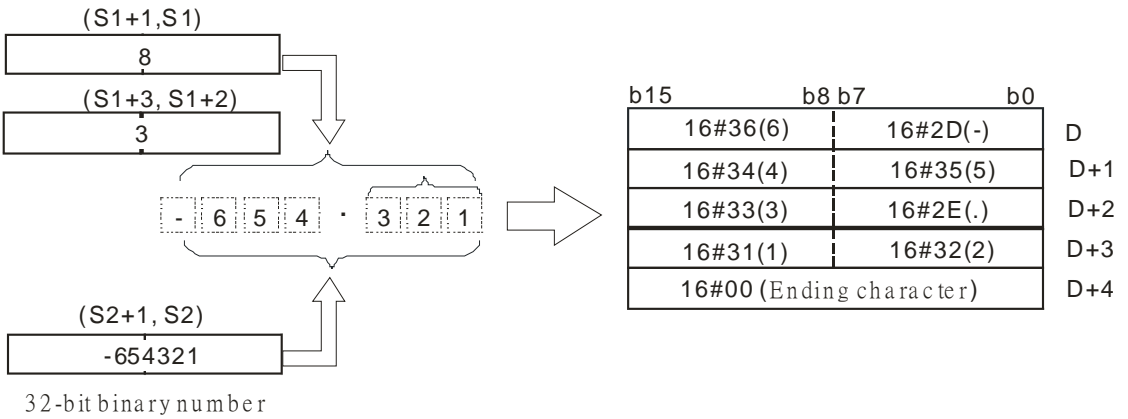 (S1+1,S1)
8
(S1+3, S1+2)
3
- 6 5 4 . 3 2 1
(S2+1, S2)
-654321
32-bit binary number
b15 b8 b7 b0
16#36(6) 16#2D(-) D
16#34(4) 16#35(5) D+1
16#33(3) 16#2E(.) D+2
16#31(1) 16#32(2) D+3
16#00 (Ending character) D+4